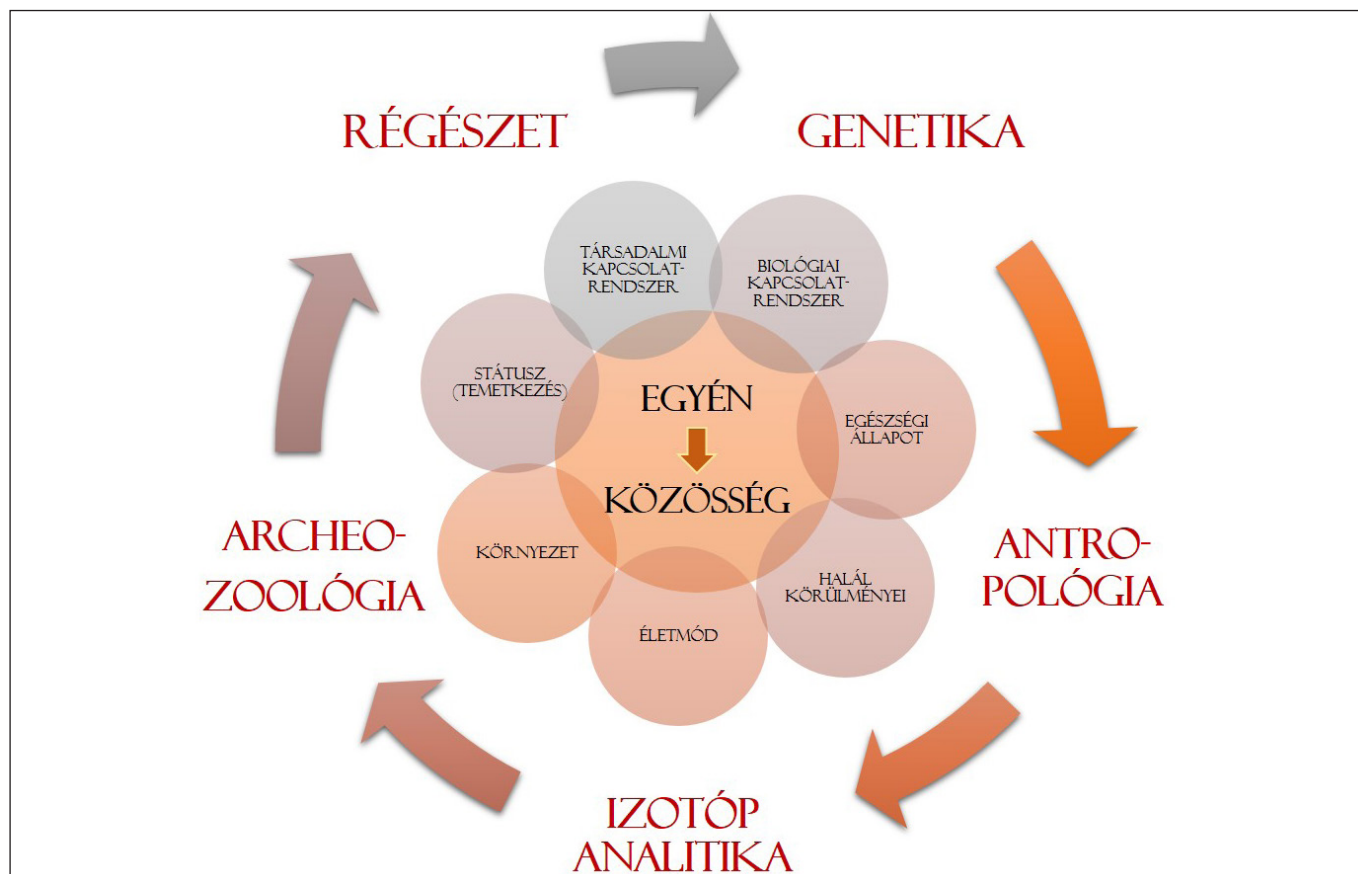 RÉGÉSZET
GENETIKA
TÁRSADALMI
KAPCSOLAT-
RENDSZER
BIOLÓGIAI
KAPCSOLAT-
RENDSZER
STÁTUSZ
(TEMETKEZÉS)
EGYÉN
KÖZÖSSÉG
EGÉSZSÉGI
ÁLLAPOT
KÖRNYEZET
HALÁL
KÖRÜLMÉNYEI
ÉLETMÓD
ARCHEO-
ZOOLÓGIA
ANTRO-
POLÓGIA
IZOTÓP
ANALITIKA